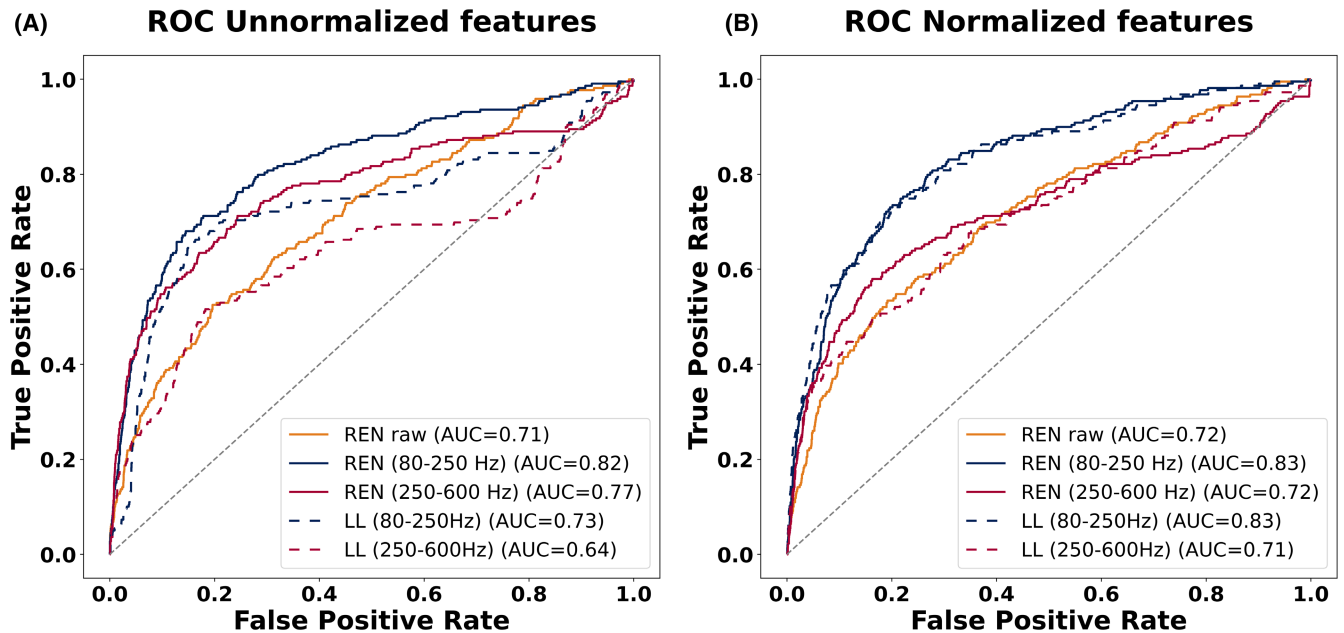 (A) ROC Unnormalized features
True Positive Rate
1.0
0.8
0.6
0.4
0.2
0.0
REN raw (AUC=0.71)
REN (80-250 Hz) (AUC=0.82)
REN (250-600 Hz) (AUC=0.77)
LL (80-250Hz) (AUC=0.73)
LL (250-600Hz) (AUC=0.64)
0.0 0.2 0.4 0.6 0.8 1.0
False Positive Rate
(B) ROC Normalized features
True Positive Rate
1.0
0.8
0.6
0.4
0.2
0.0
REN raw (AUC=0.72)
REN (80-250 Hz) (AUC=0.83)
REN (250-600 Hz) (AUC=0.72)
LL (80-250Hz) (AUC=0.83)
LL (250-600Hz) (AUC=0.71)
0.0 0.2 0.4 0.6 0.8 1.0
False Positive Rate